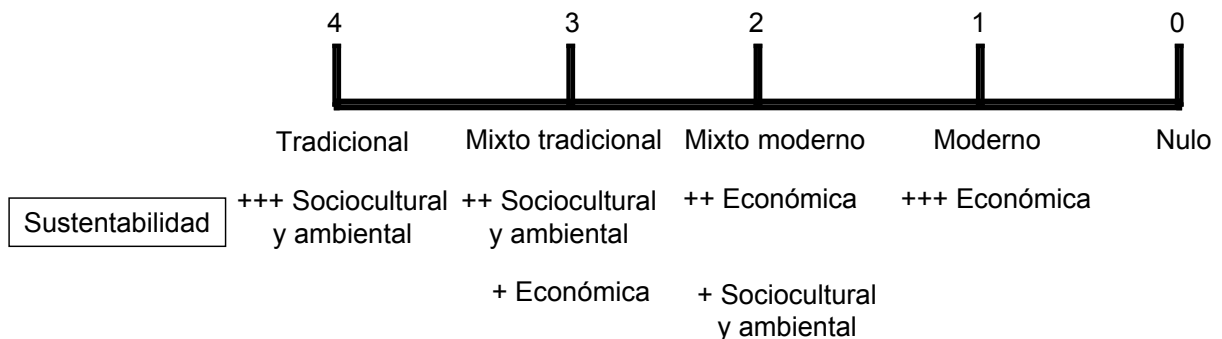 4 3 2 1 0
Tradicional Mixto tradicional Mixto moderno Moderno Nulo
Sustentabilidad
+++ Sociocultural
y ambiental
++ Sociocultural
y ambiental
+ Económica
++ Económica
+ Sociocultural
y ambiental
+++ Económica